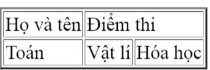 Họ và tên Điểm thi
Toán Vật lí Hóa học